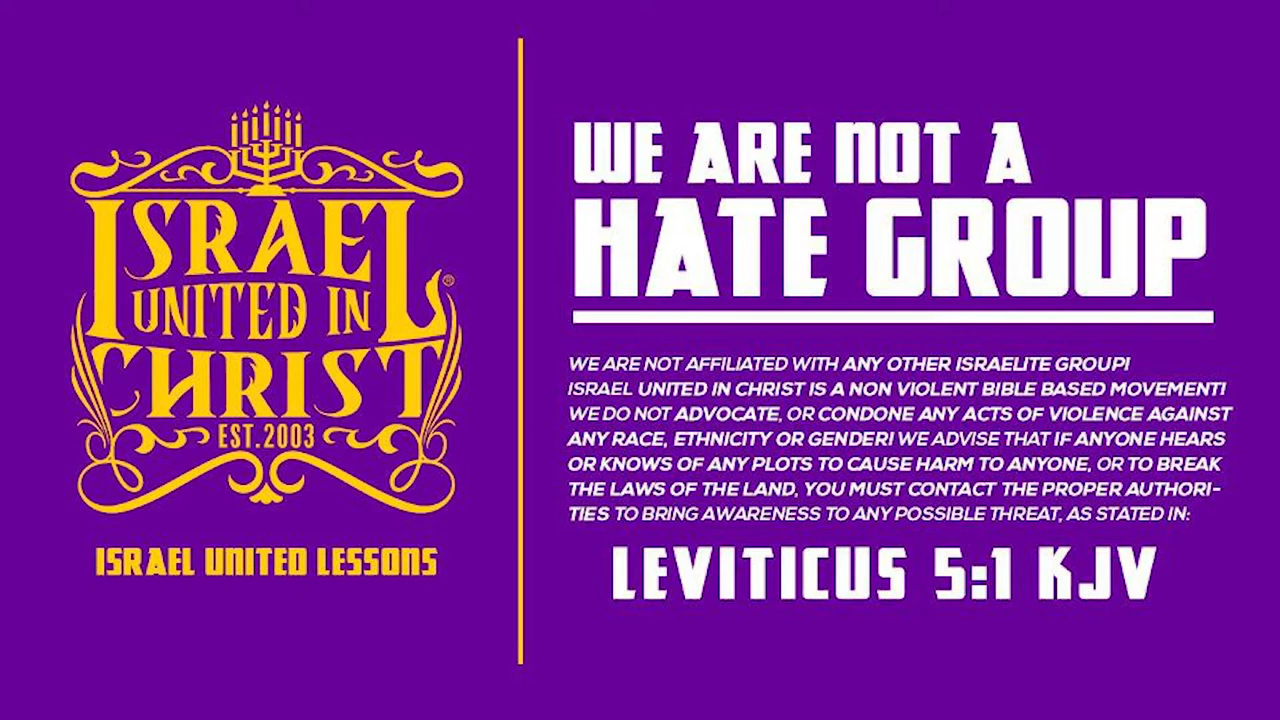 ISRAEL
UNITED IN
CHRIST
®
EST. 2003
ISRAEL UNITED LESSONS
WE ARE NOT A
HATE GROUP
WE ARE NOT AFFILIATED WITH ANY OTHER ISRAELITE GROUP!
ISRAEL UNITED IN CHRIST IS A NON VIOLENT BIBLE BASED MOVEMENT!
WE DO NOT ADVOCATE, OR CONDONE ANY ACTS OF VIOLENCE AGAINST
ANY RACE, ETHNICITY OR GENDER! WE ADVISE THAT IF ANYONE HEARS
OR KNOWS OF ANY PLOTS TO CAUSE HARM TO ANYONE, OR TO BREAK
THE LAWS OF THE LAND, YOU MUST CONTACT THE PROPER AUTHORI-
TIES TO BRING AWARENESS TO ANY POSSIBLE THREAT, AS STATED IN:
LEVITICUS 5:1 KJV